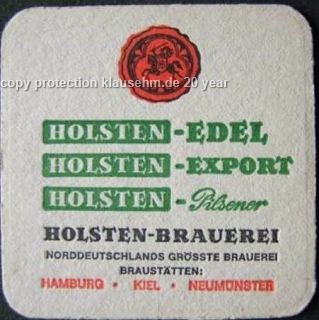 copy protection klausehm.de 20 year
HOLSTEN-EDEL
HOLSTEN-EXPORT
HOLSTEN-Pilsener
HOLSTEN-BRAUEREI
NORDDEUTSCHLANDS GRÖSSTE BRAUEREI
BRAUSTÄTTEN:
HAMBURG • KIEL • NEUMÜNSTER